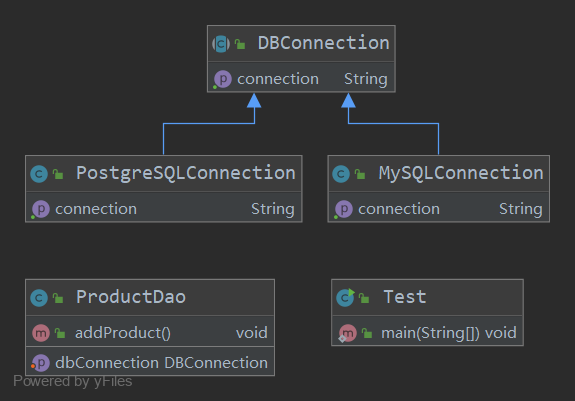 DBConnection
connection String
PostgreSQLConnection
connection String
MySQLConnection
connection String
ProductDao
addProduct() void
dbConnection DBConnection
Test
main(String[]) void
Powered by yFiles